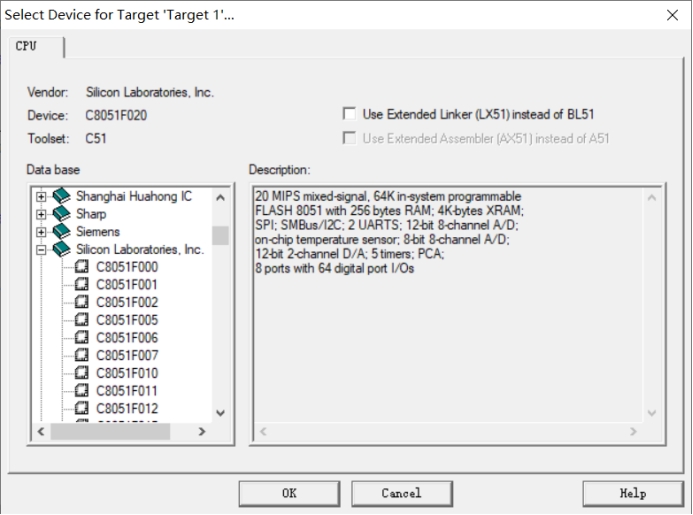 Select Device for Target 'Target 1'...
CPU
Vendor: Silicon Laboratories, Inc.
Device: C8051F020
Toolset: C51
Use Extended Linker (LX51) instead of BL51
Use Extended Assembler (AX51) instead of A51
Data base
Shanghai Huahong IC
Sharp
Siemens
Silicon Laboratories, Inc.
C8051F000
C8051F001
C8051F002
C8051F005
C8051F006
C8051F007
C8051F010
C8051F011
C8051F012
Description:
20 MIPS mixed-signal, 64K in-system programmable
FLASH 8051 with 256 bytes RAM; 4K-bytes XRAM;
SPI; SMBus/I2C; 2 UARTS; 12-bit 8-channel A/D;
on-chip temperature sensor; 8-bit 8-channel A/D;
12-bit 2-channel D/A; 5 timers; PCA;
8 ports with 64 digital port I/Os
OK
Cancel
Help